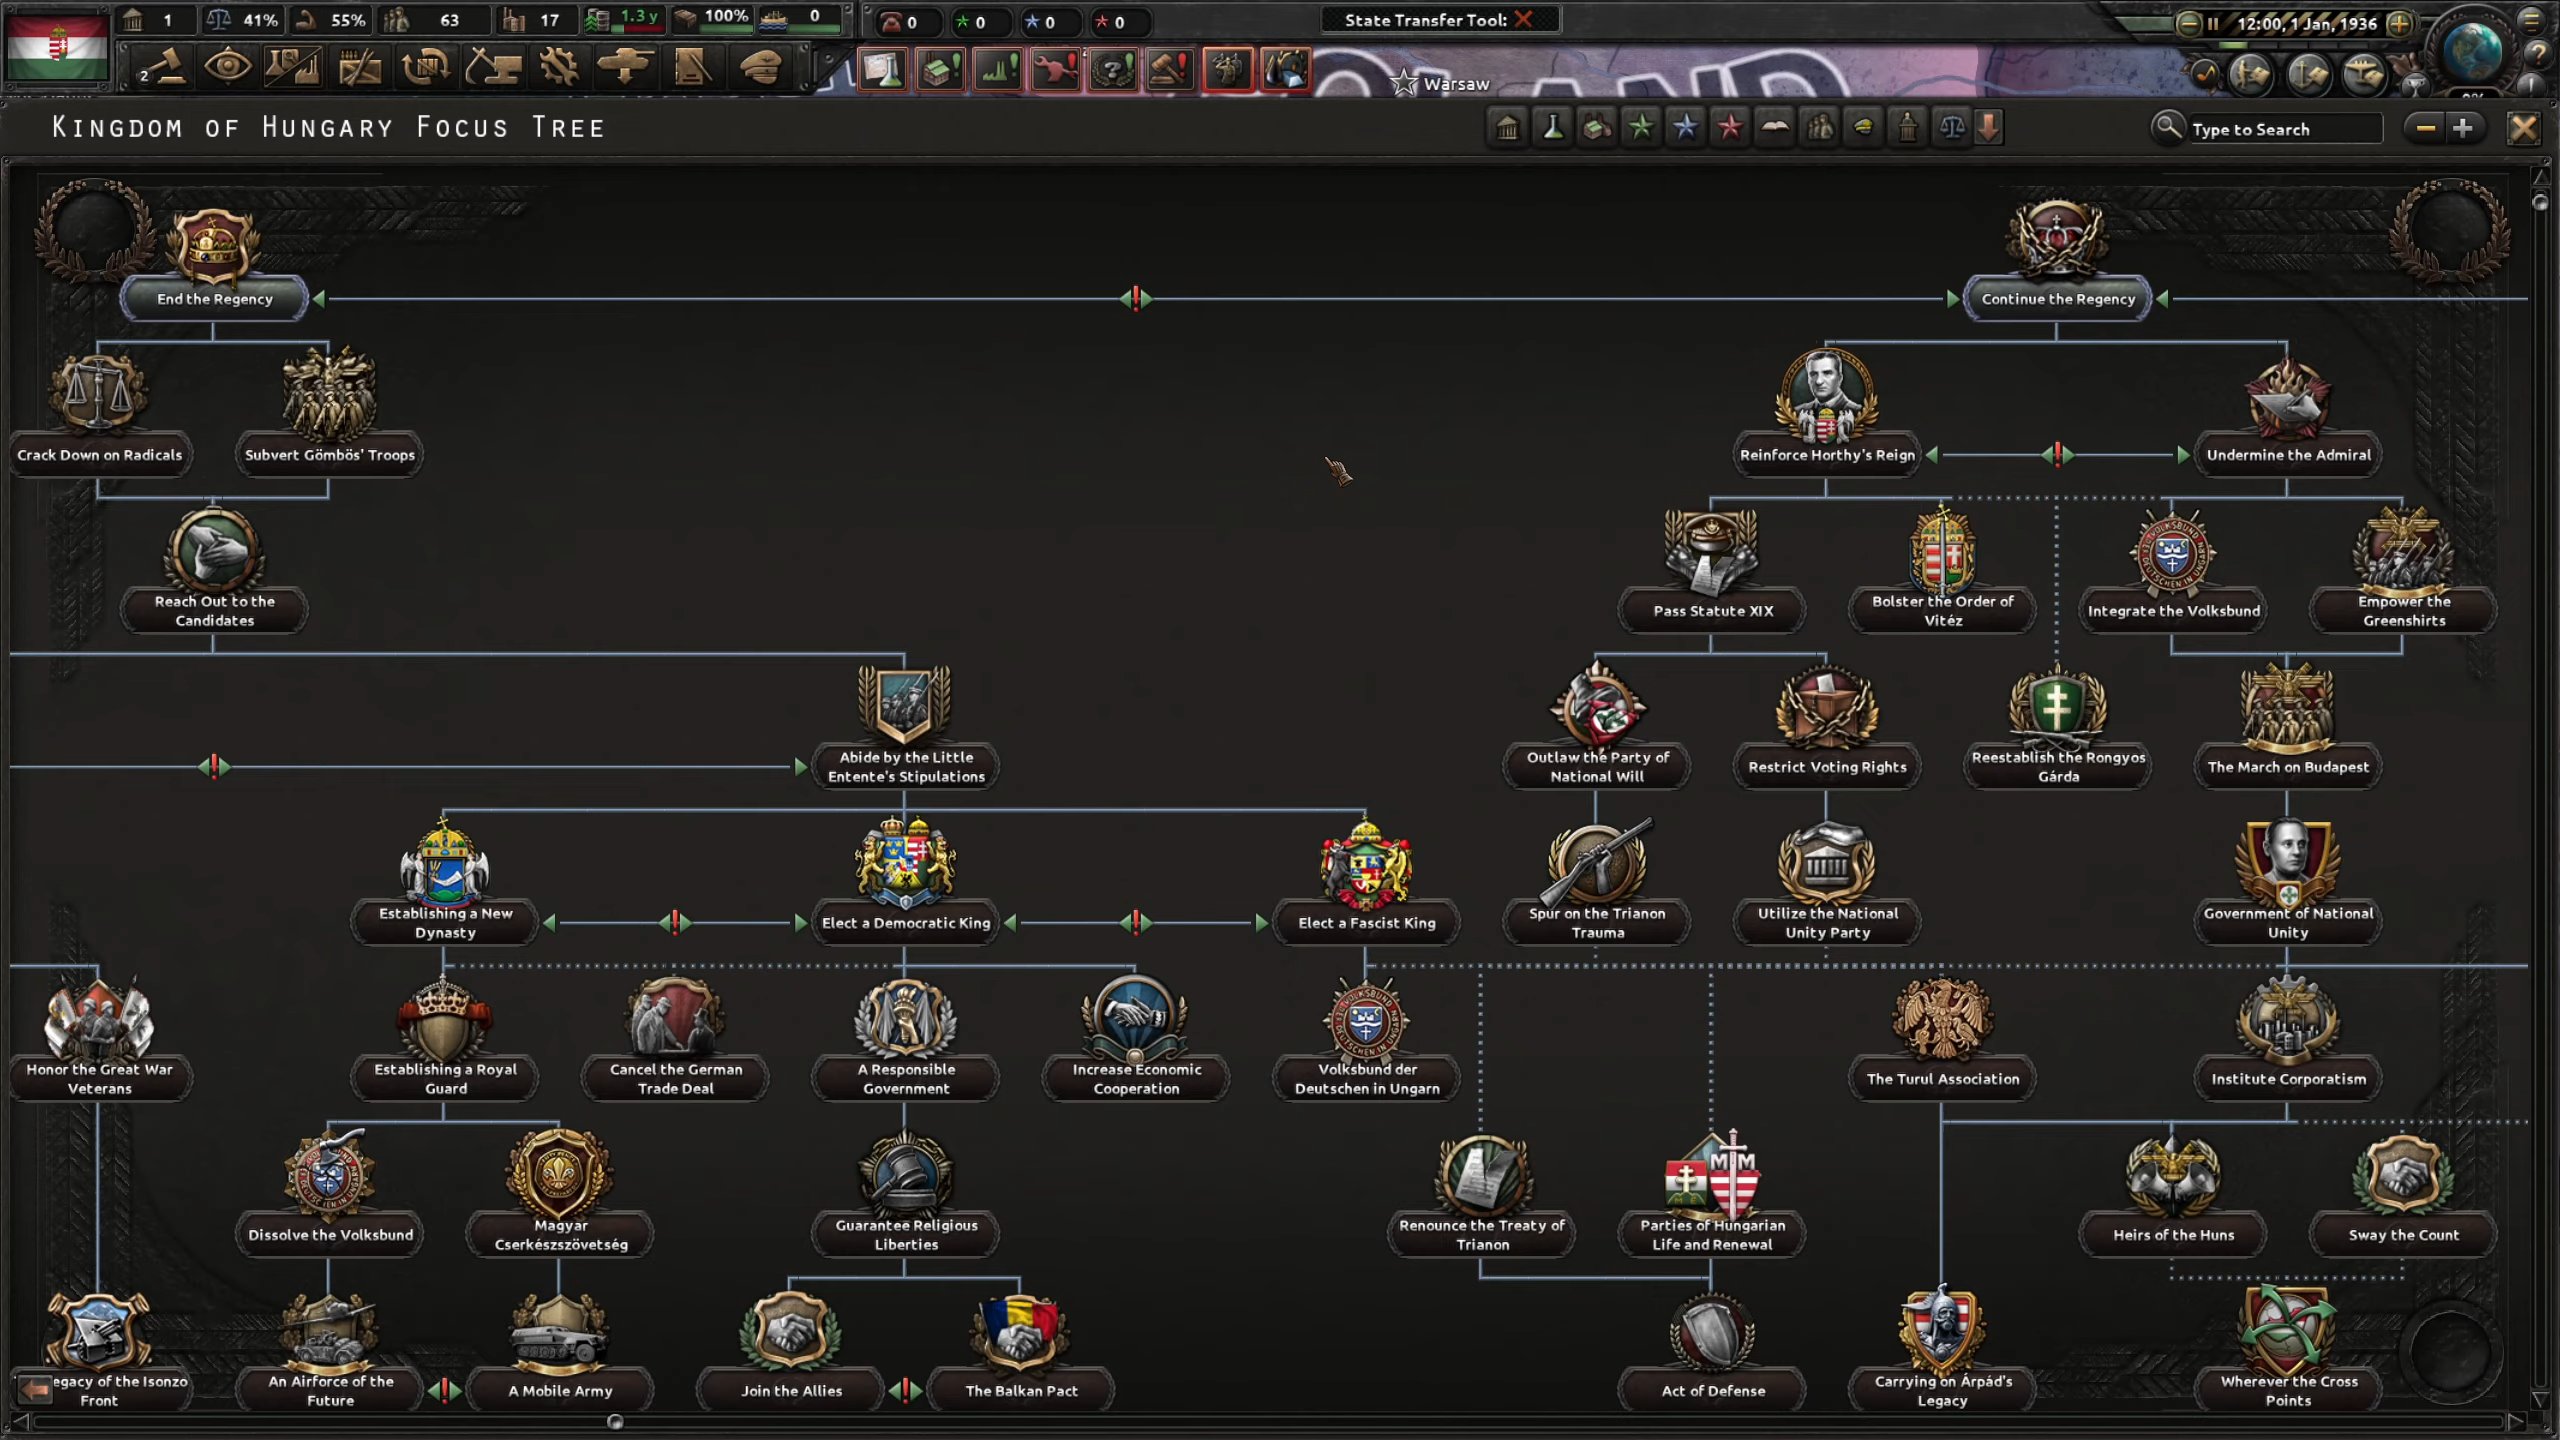 1
41%
55%
63
17
1.3 y
100%
0
0
0
0
0
State Transfer Tool:
12:00, 1 Jan, 1936
2
Warsaw
Kingdom of Hungary Focus Tree
Type to Search
End the Regency
Continue the Regency
Crack Down on Radicals
Subvert Gömbös' Troops
Reinforce Horthy's Reign
Undermine the Admiral
Reach Out to the
Candidates
Pass Statute XIX
Bolster the Order of
Vitéz
Integrate the Volksbund
Empower the
Greenshirts
Abide by the Little
Entente's Stipulations
Outlaw the Party of
National Will
Restrict Voting Rights
Reestablish the Rongyos
Gárda
The March on Budapest
Establishing a New
Dynasty
Elect a Democratic King
Elect a Fascist King
Spur on the Trianon
Trauma
Utilize the National
Unity Party
Government of National
Unity
Honor the Great War
Veterans
Establishing a Royal
Guard
Cancel the German
Trade Deal
A Responsible
Government
Increase Economic
Cooperation
Volksbund der
Deutschen in Ungarn
The Turul Association
Institute Corporatism
Dissolve the Volksbund
Magyar
Cserkészszövetség
Guarantee Religious
Liberties
Renounce the Treaty of
Trianon
Parties of Hungarian
Life and Renewal
Heirs of the Huns
Sway the Count
egacy of the Isonzo
Front
An Airforce of the
Future
A Mobile Army
Join the Allies
The Balkan Pact
Act of Defense
Carrying on Árpád's
Legacy
Wherever the Cross
Points